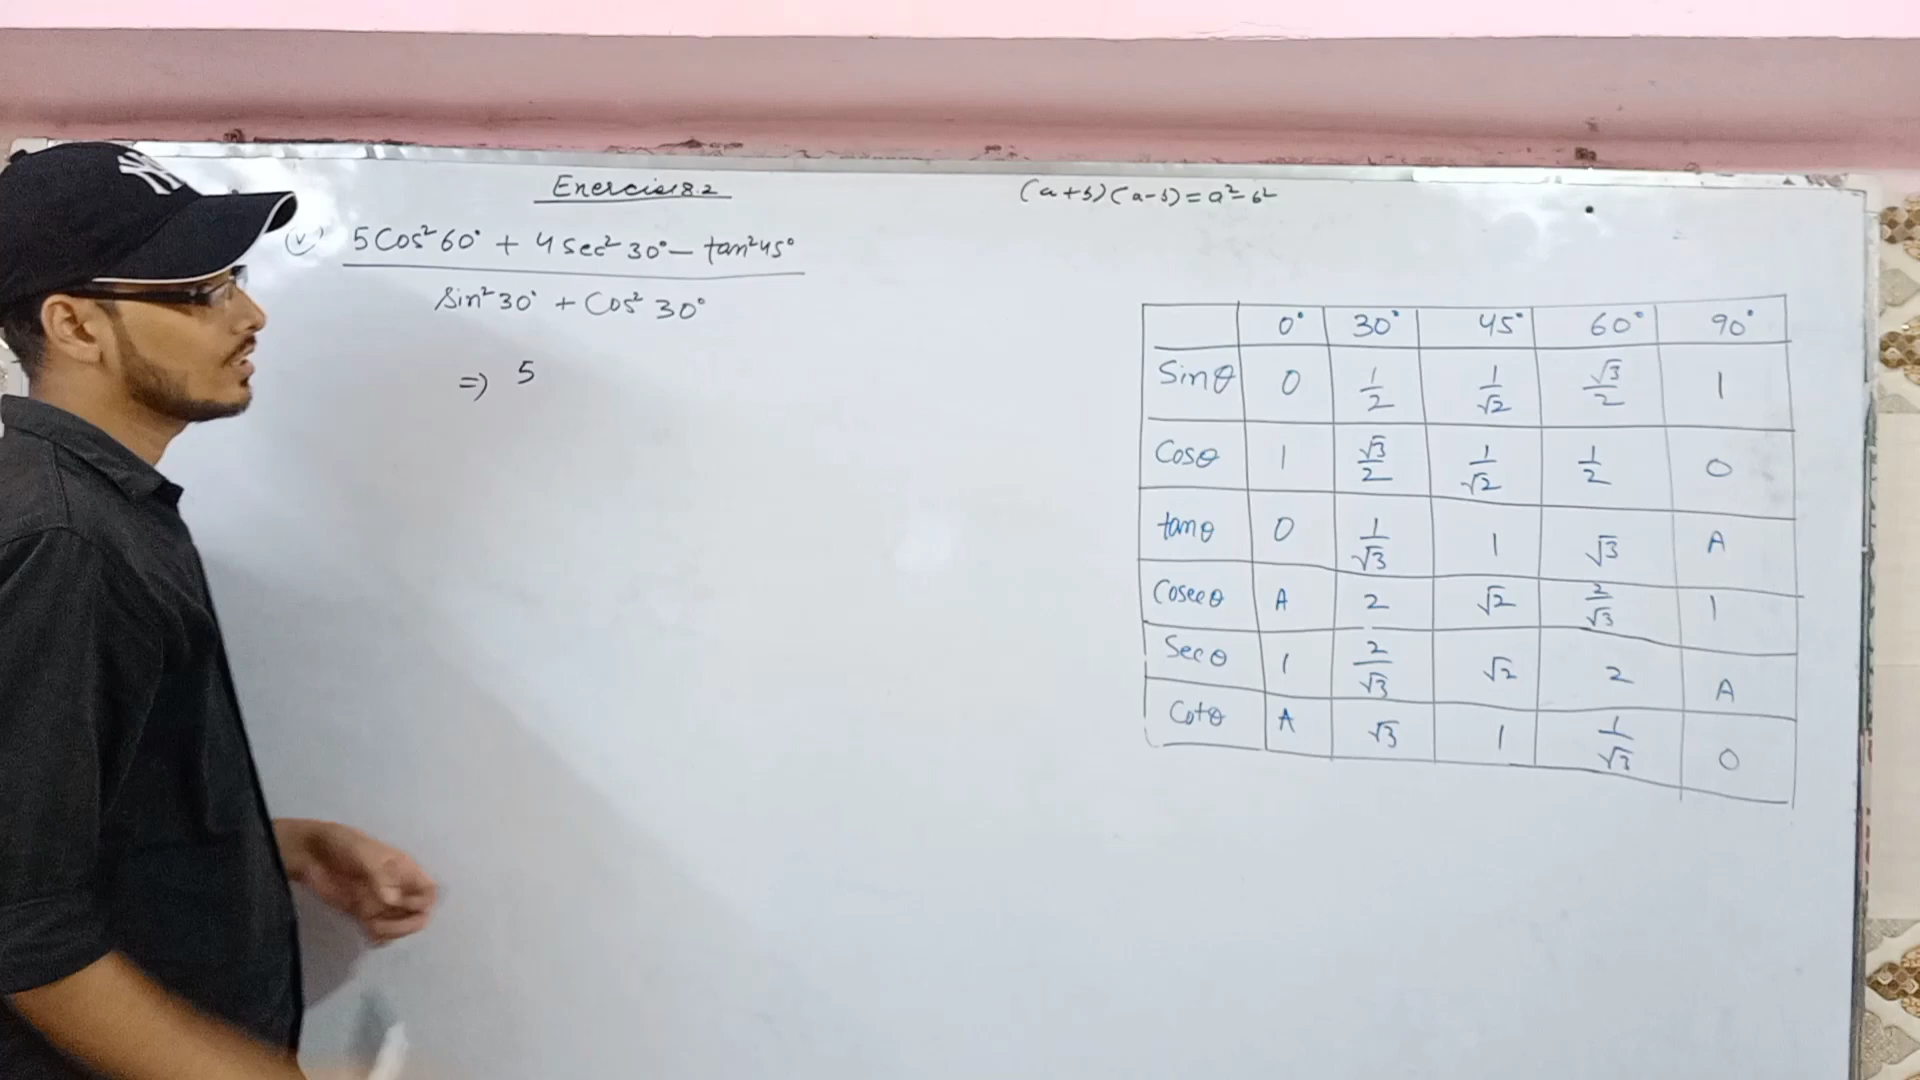 Exercise 8.2
(a+b)(a-b)=a²-b²
(v) 5Cos²60° + 4Sec²30° - tan²45°
Sin²30° + Cos²30°
=) 5
0° 30° 45° 60° 90°
Sinθ 0 1/2 1/√2 √3/2 1
Cosθ 1 √3/2 1/√2 1/2 0
tanθ 0 1/√3 1 √3 A
Cosecθ A 2 √2 2/√3 1
Secθ 1 2/√3 √2 2 A
Cotθ A √3 1 1/√3 0